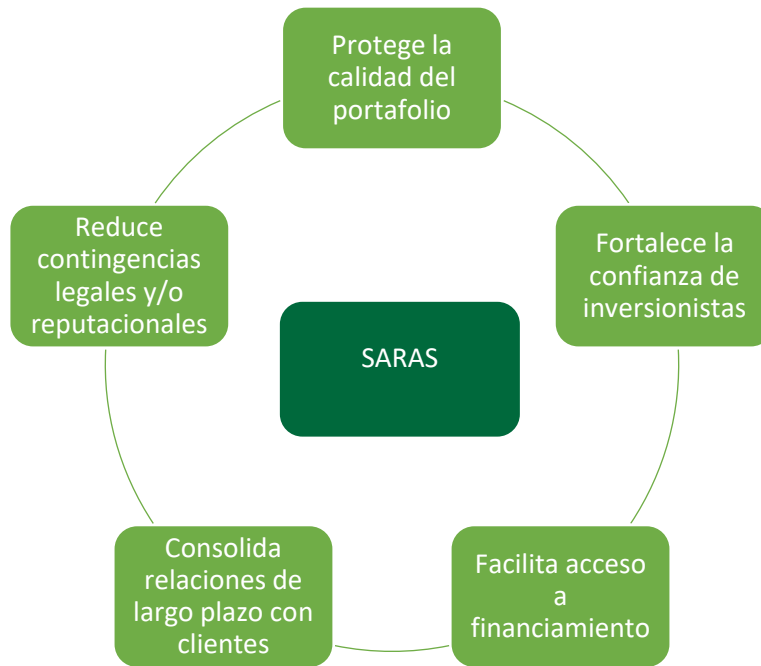 Protege la
calidad del
portafolio
Fortalece la
confianza de
inversionistas
Facilita acceso
a
financiamiento
Consolida
relaciones de
largo plazo con
clientes
Reduce
contingencias
legales y/o
reputacionales
SARAS